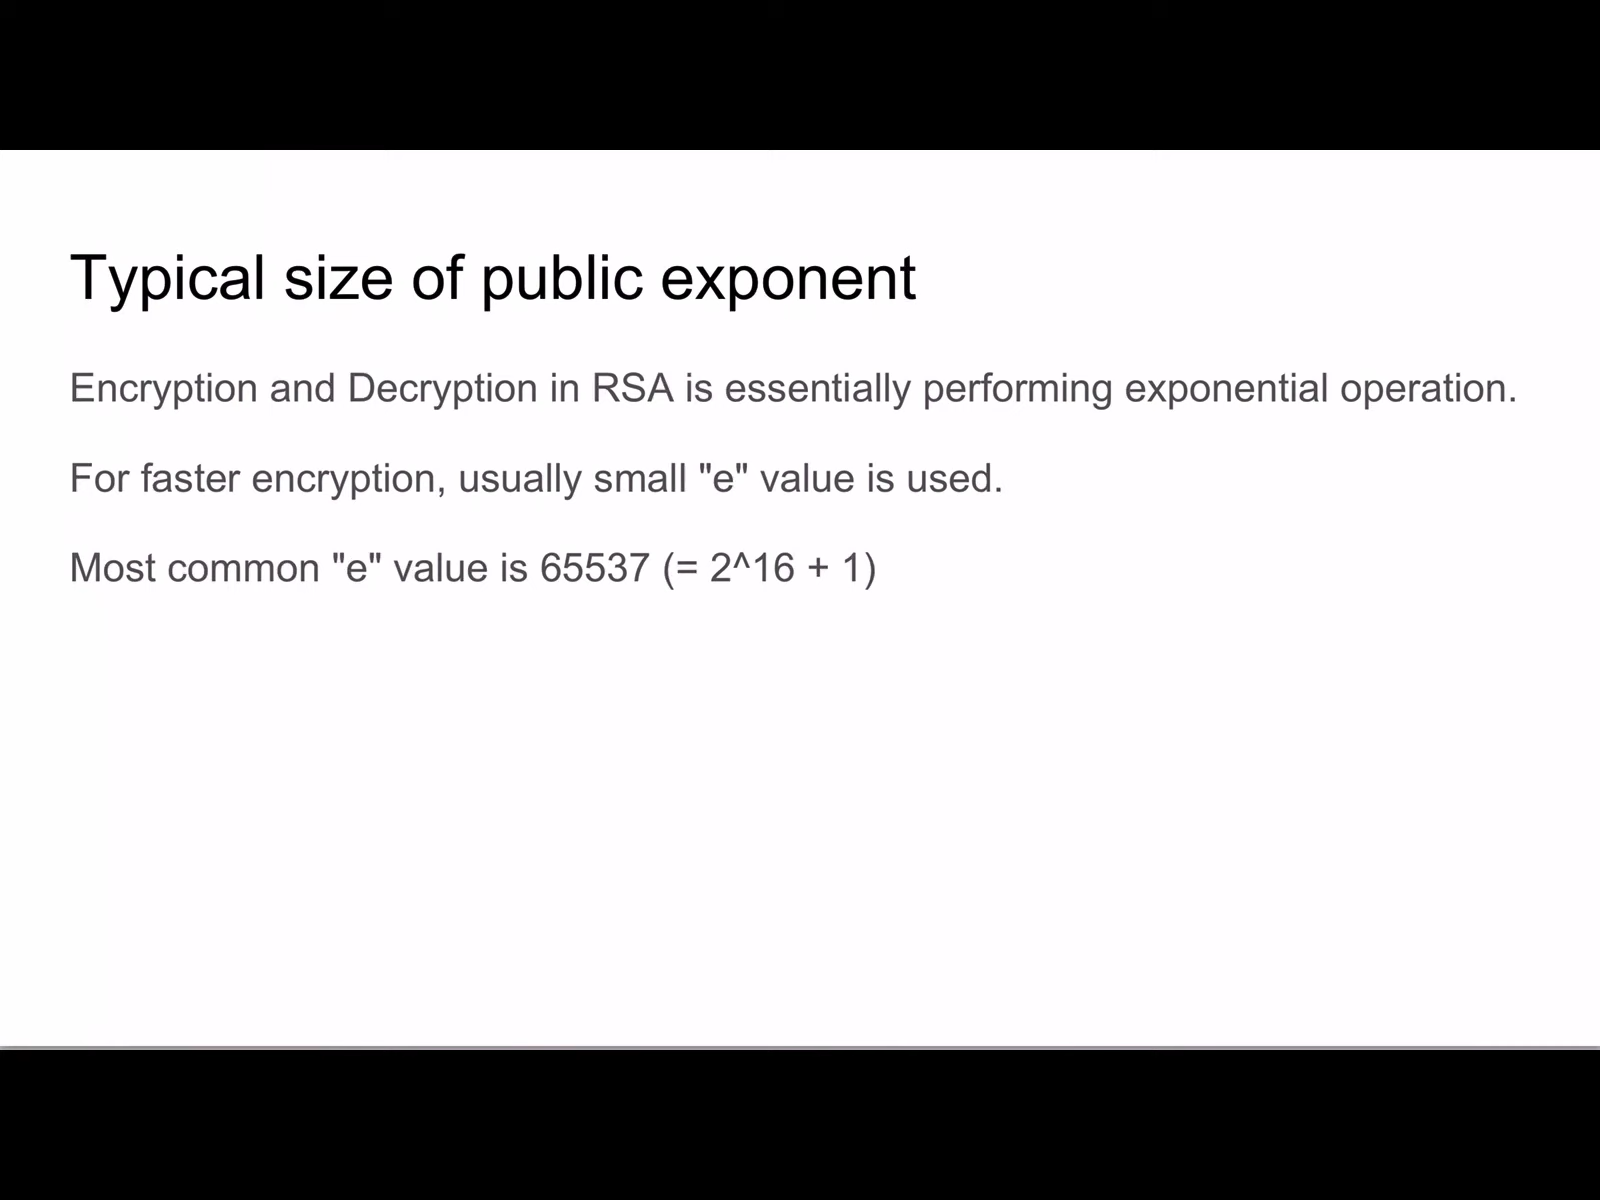 Typical size of public exponent
Encryption and Decryption in RSA is essentially performing exponential operation.
For faster encryption, usually small "e" value is used.
Most common "e" value is 65537 (= 2^16 + 1)